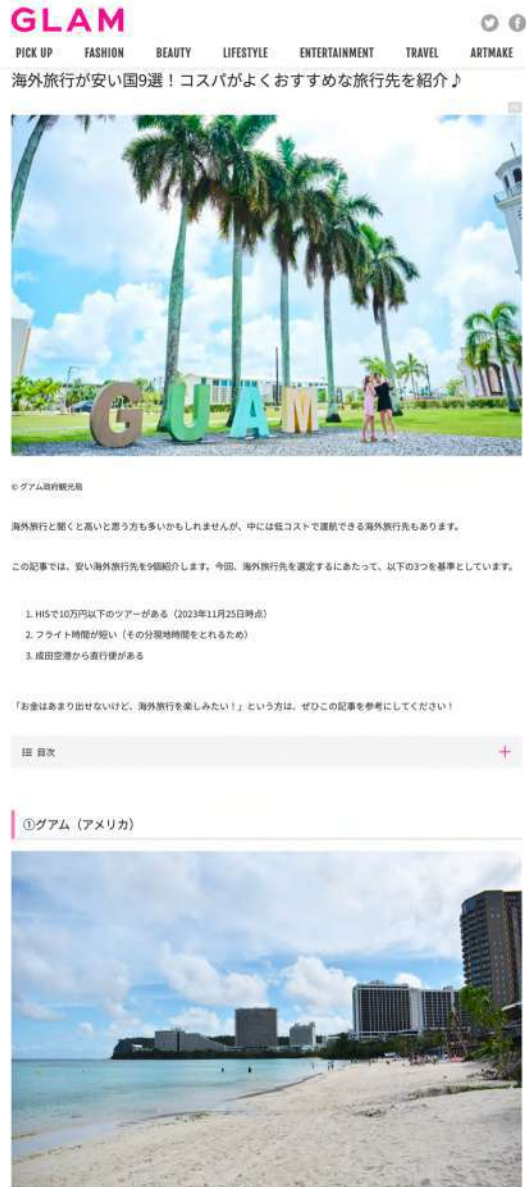 GLAM
PICK UP FASHION BEAUTY LIFESTYLE ENTERTAINMENT TRAVEL ARTMAKE
海外旅行が安い国9選！コスパがよくおすすめな旅行先を紹介♪
GUAM
© グアム政府観光局
海外旅行と聞くと高いと思う方も多いかもしれませんが、中には低コストで渡航できる海外旅行先もあります。
この記事では、安い海外旅行先を9個紹介します。今回、海外旅行先を選定するにあたって、以下の3つを基準としています。
1. HISで10万円以下のツアーがある（2023年11月25日時点）
2. フライト時間が短い（その分現地時間をとれるため）
3. 成田空港から直行便がある
「お金はあまり出せないけど、海外旅行を楽しみたい！」という方は、ぜひこの記事を参考にしてください！
目次
①グアム（アメリカ）